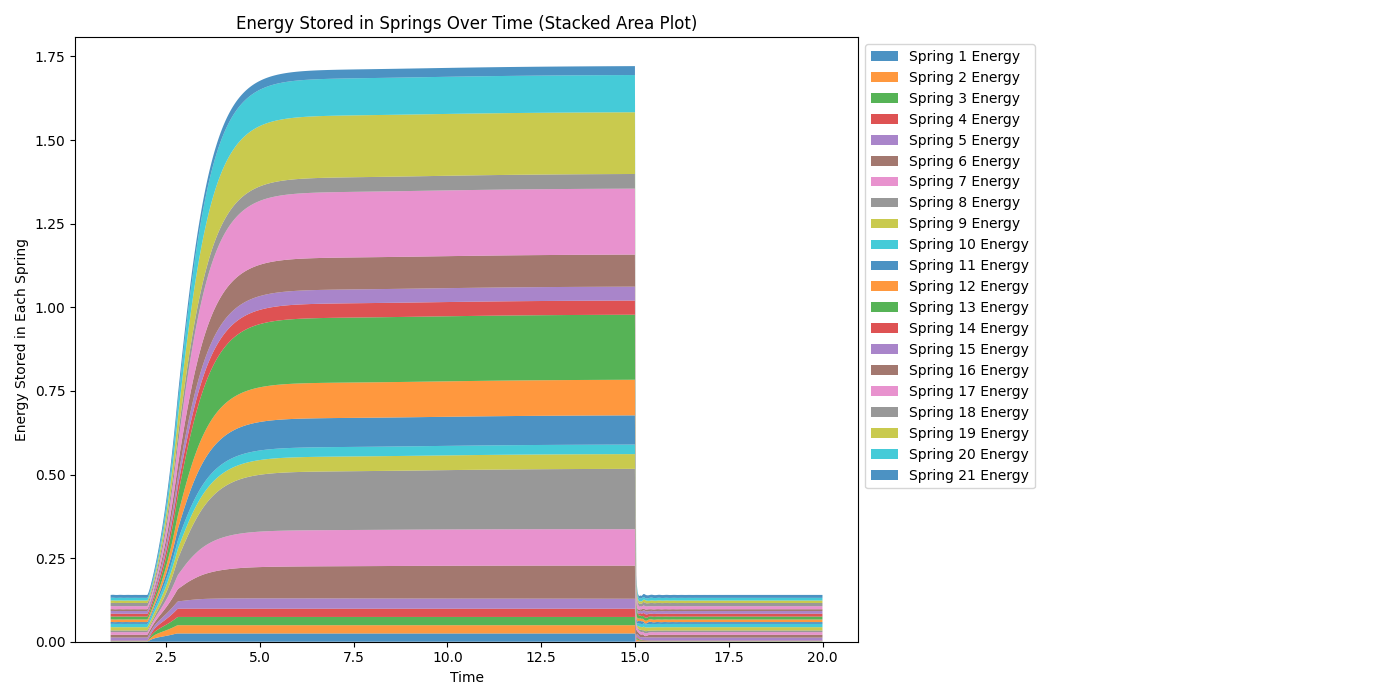 Energy Stored in Springs Over Time (Stacked Area Plot)
Energy Stored in Each Spring
1.75
1.50
1.25
1.00
0.75
0.50
0.25
0.00
2.5 5.0 7.5 10.0 12.5 15.0 17.5 20.0
Time
Spring 1 Energy
Spring 2 Energy
Spring 3 Energy
Spring 4 Energy
Spring 5 Energy
Spring 6 Energy
Spring 7 Energy
Spring 8 Energy
Spring 9 Energy
Spring 10 Energy
Spring 11 Energy
Spring 12 Energy
Spring 13 Energy
Spring 14 Energy
Spring 15 Energy
Spring 16 Energy
Spring 17 Energy
Spring 18 Energy
Spring 19 Energy
Spring 20 Energy
Spring 21 Energy